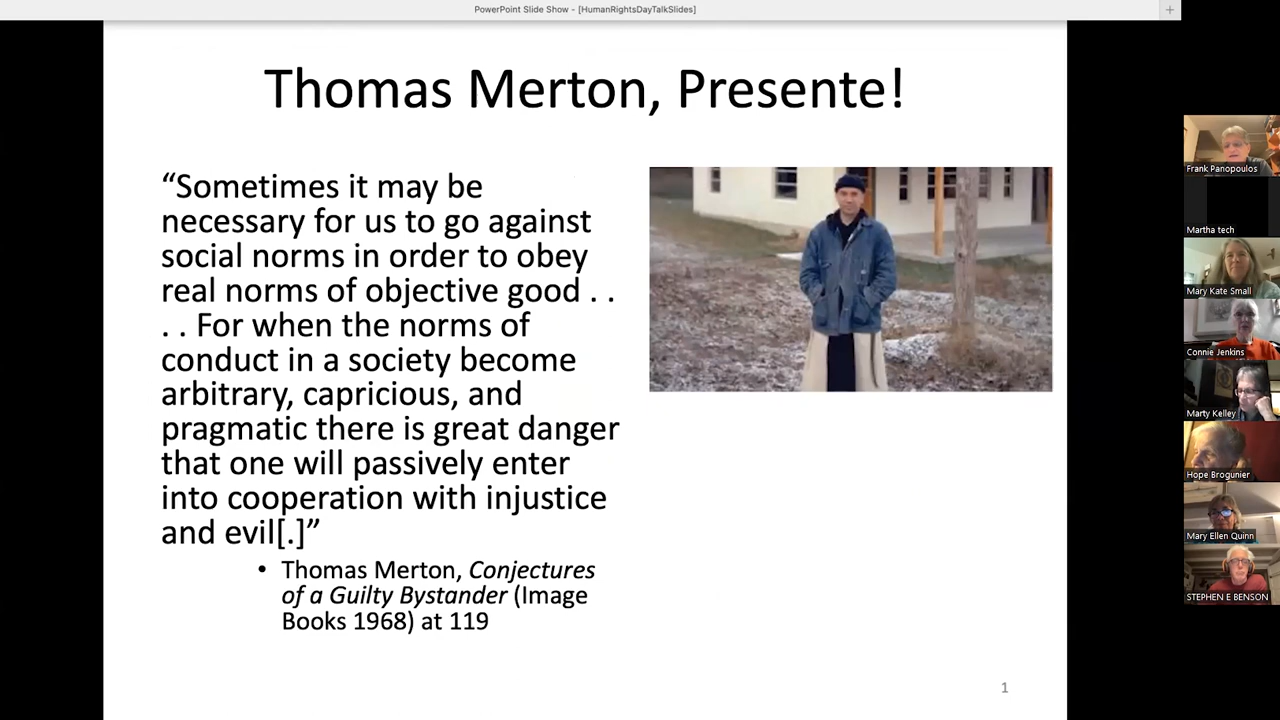 PowerPoint Slide Show - [HumanRightsDayTalkSlides]
Thomas Merton, Presente!
“Sometimes it may be
necessary for us to go against
social norms in order to obey
real norms of objective good . .
. . For when the norms of
conduct in a society become
arbitrary, capricious, and
pragmatic there is great danger
that one will passively enter
into cooperation with injustice
and evil[.]”
• Thomas Merton, Conjectures
of a Guilty Bystander (Image
Books 1968) at 119
1
Frank Panopoulos
Martha tech
Mary Kate Small
Connie Jenkins
Marty Kelley
Hope Brogunier
Mary Ellen Quinn
STEPHEN E BENSON